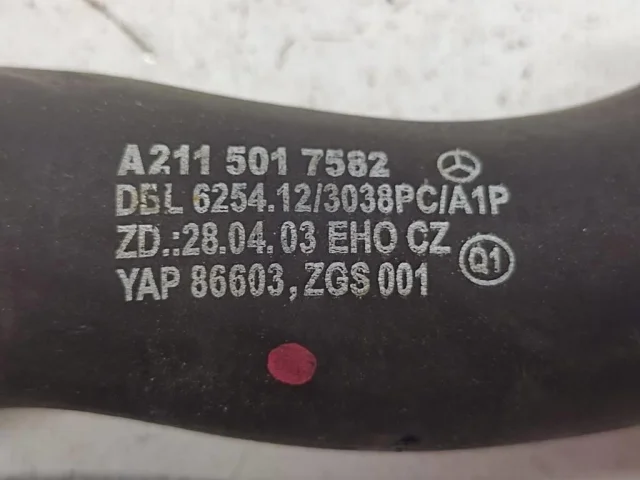 A211 501 7582
DBL 6254.12/3038PC/A1P
ZD.:28.04.03 EHO CZ
YAP 86603, ZGS 001
Q1